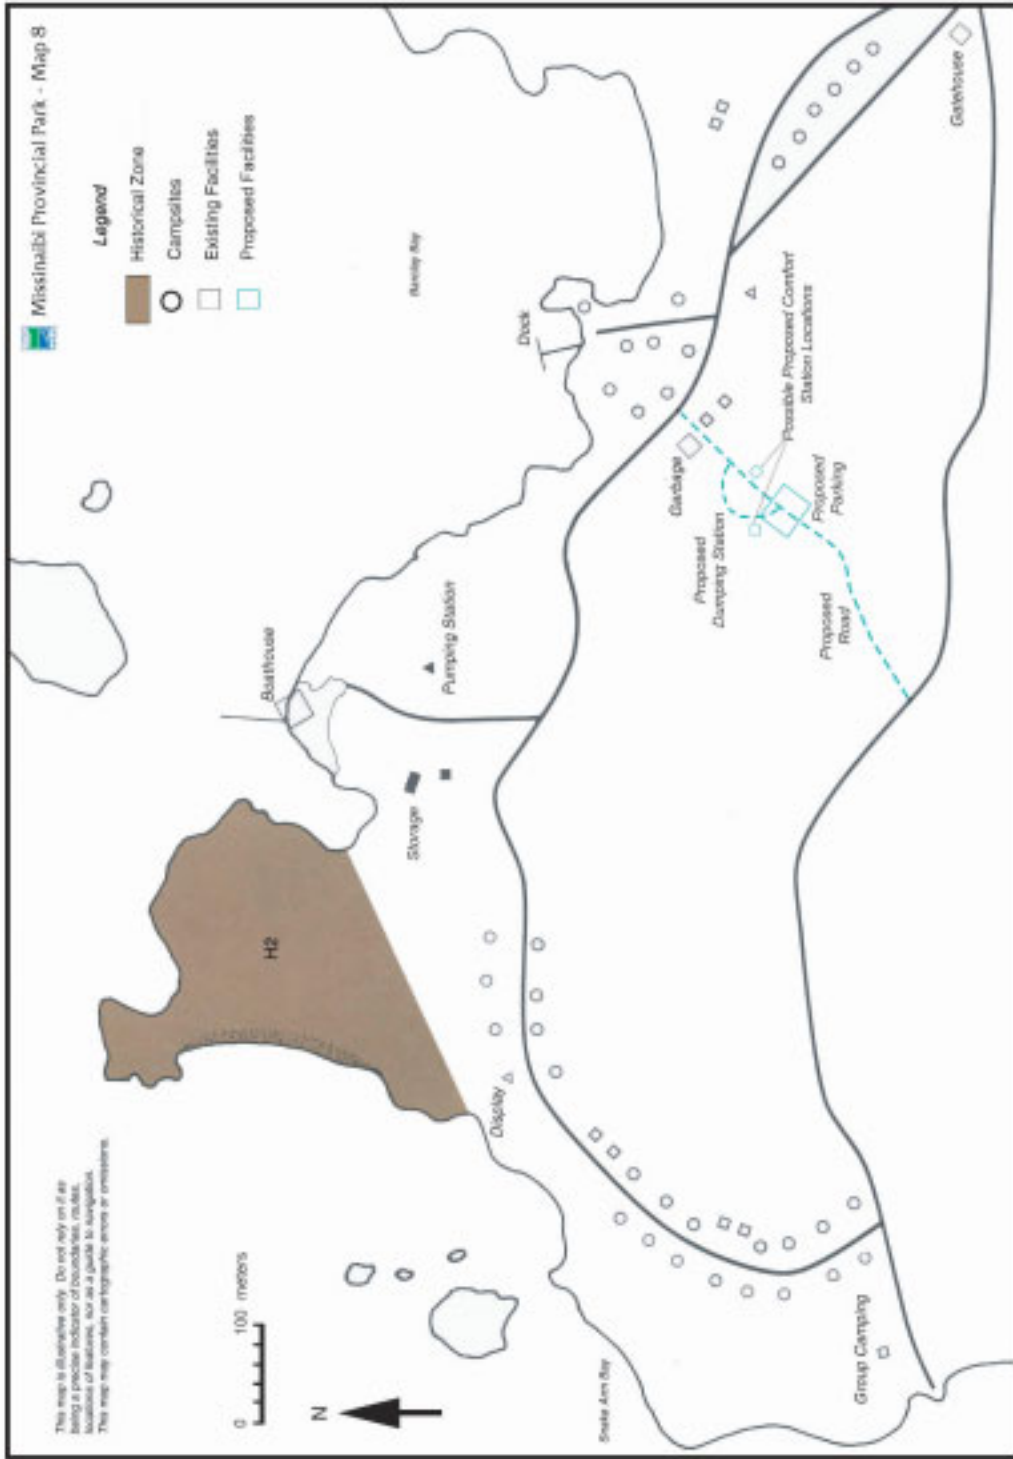 Missinaibi Provincial Park - Map 8
Legend
Historical Zone
Campsites
Existing Facilities
Proposed Facilities
This map is illustrative only. Do not rely on it as
being a precise indicator of boundaries, routes,
locations of features, nor as a guide to navigation.
This map may contain cartographic errors or omissions.
0 100 meters
N
H2
Boathouse
Barclay Bay
Dock
Pumping Station
Storage
Display
Snake Arm Bay
Group Camping
Garbage
Proposed
Dumping Station
Possible Proposed Comfort
Station Locations
Proposed
Parking
Proposed
Road
Gatehouse